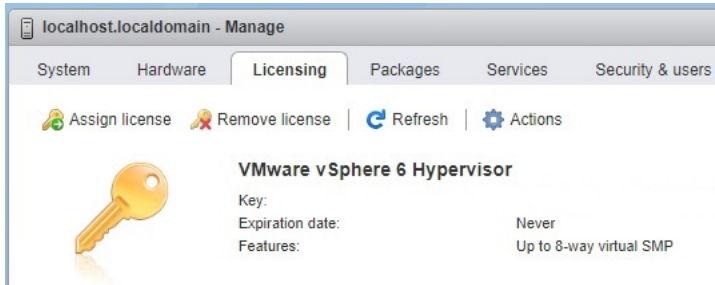 localhost.localdomain - Manage
System Hardware Licensing Packages Services Security & users
Assign license Remove license Refresh Actions
VMware vSphere 6 Hypervisor
Key:
Expiration date: Never
Features: Up to 8-way virtual SMP